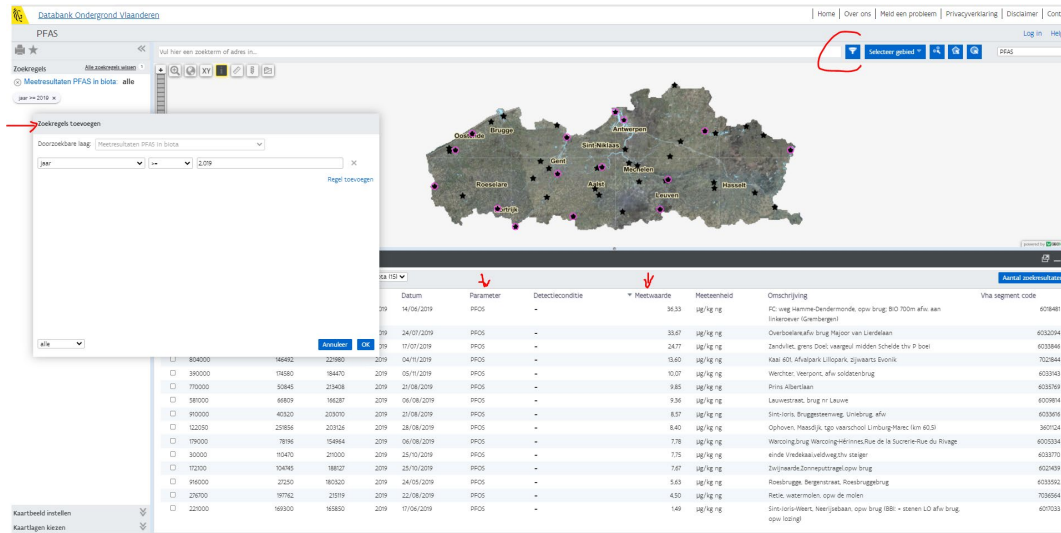 Databank Ondergrond Vlaanderen
Home | Over ons | Meld een probleem | Privacyverklaring | Disclaimer | Cont
PFAS
Log in Help
Zoekregels Alle zoekregels wissen
Meetresultaten PFAS in biota: alle
jaar >= 2019 x
Vul hier een zoekterm of adres in...
Selecteer gebied
PFAS
XY
Oostende
Brugge
Antwerpen
Sint-Niklaas
Gent
Mechelen
Roeselare
Aalst
Leuven
Hasselt
Kortrijk
powered by
Zoekregels toevoegen
Doorzoekbare laag: Meetresultaten PFAS in biota
jaar >= 2.019
Regel toevoegen
alle
Annuleer OK
ota (15)
Aantal zoekresultaten
Datum Parameter Detectieconditie Meetwaarde Meeteenheid Omschrijving Vha segment code
019 14/06/2019 PFOS - 36,53 µg/kg ng FC; weg Hamme-Dendermonde, opw brug; BIO 700m afw. aan linkeroever (Grembergen) 6018481
019 24/07/2019 PFOS - 33,67 µg/kg ng Overboelare,afw brug Majoor van Lierdelaan 6032094
019 17/07/2019 PFOS - 24,77 µg/kg ng Zandvliet, grens Doel; vaargeul midden Schelde thv P boei 6033846
804000 146492 221980 2019 04/11/2019 PFOS - 13,60 µg/kg ng Kaai 601, Afvalpark Lillopark, zijwaarts Evonik 7021844
390000 174580 184470 2019 05/11/2019 PFOS - 10,07 µg/kg ng Werchter, Veerpont, afw soldatenbrug 6033143
770000 50845 213408 2019 21/08/2019 PFOS - 9,85 µg/kg ng Prins Albertlaan 6035769
581000 66809 166287 2019 06/08/2019 PFOS - 9,36 µg/kg ng Lauwestraat, brug nr Lauwe 6009814
910000 40320 203010 2019 21/08/2019 PFOS - 8,57 µg/kg ng Sint-Joris, Bruggesteenweg, Uniebrug, afw 6033616
122050 251856 203126 2019 28/08/2019 PFOS - 8,40 µg/kg ng Ophoven, Maasdijk, tgo vaarschool Limburg-Marec (km 60,5) 3601124
179000 78196 154964 2019 06/08/2019 PFOS - 7,78 µg/kg ng Warcoing,brug Warcoing-Hérinnes,Rue de la Sucrerie-Rue du Rivage 6005334
30000 110470 211000 2019 25/10/2019 PFOS - 7,75 µg/kg ng einde Vredekaai,veldweg;thv steiger 6033770
172100 104745 188127 2019 25/10/2019 PFOS - 7,67 µg/kg ng Zwijnaarde,Zonneputtragel,opw brug 6021439
916000 27250 180320 2019 24/05/2019 PFOS - 5,63 µg/kg ng Roesbrugge, Bergenstraat, Roesbruggebrug 6033592
276700 197762 215119 2019 22/08/2019 PFOS - 4,50 µg/kg ng Retie, watermolen, opw de molen 7036564
221000 169300 165850 2019 17/06/2019 PFOS - 1,49 µg/kg ng Sint-Joris-Weert, Neerijsebaan, opw brug (BBI: + stenen LO afw brug, opw lozing) 6017033
Kaartbeeld instellen
Kaartlagen kiezen